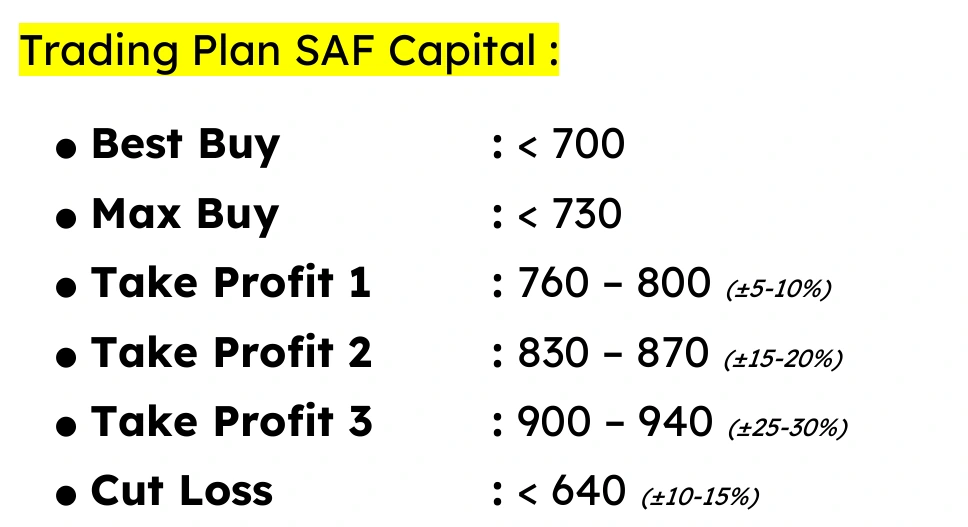 Trading Plan SAF Capital :
● Best Buy : < 700
● Max Buy : < 730
● Take Profit 1 : 760 – 800 (±5-10%)
● Take Profit 2 : 830 – 870 (±15-20%)
● Take Profit 3 : 900 – 940 (±25-30%)
● Cut Loss : < 640 (±10-15%)